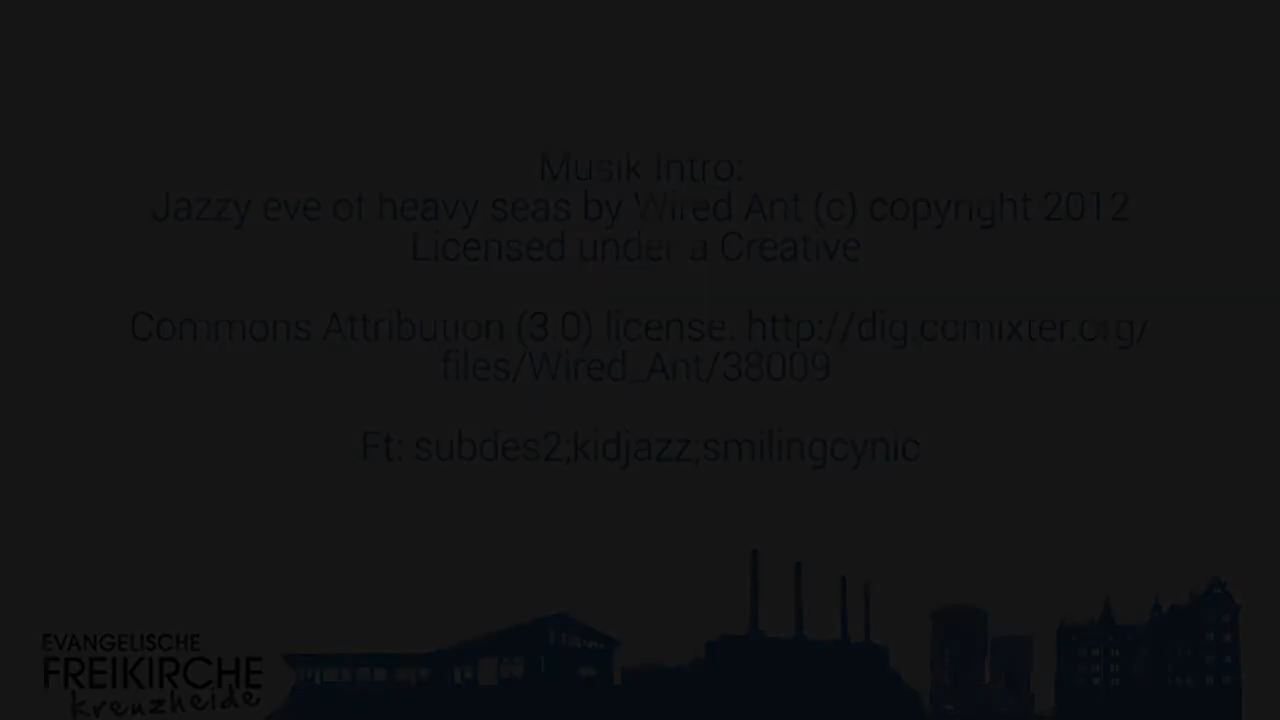 Musik Intro:
Jazzy eve of heavy seas by Wired Ant (c) copyright 2012
Licensed under a Creative
Commons Attribution (3.0) license. http://dig.ccmixter.org/
files/Wired_Ant/38009
Ft: subdes2;kidjazz;smilingcynic
EVANGELISCHE
FREIKIRCHE
kreuzheide